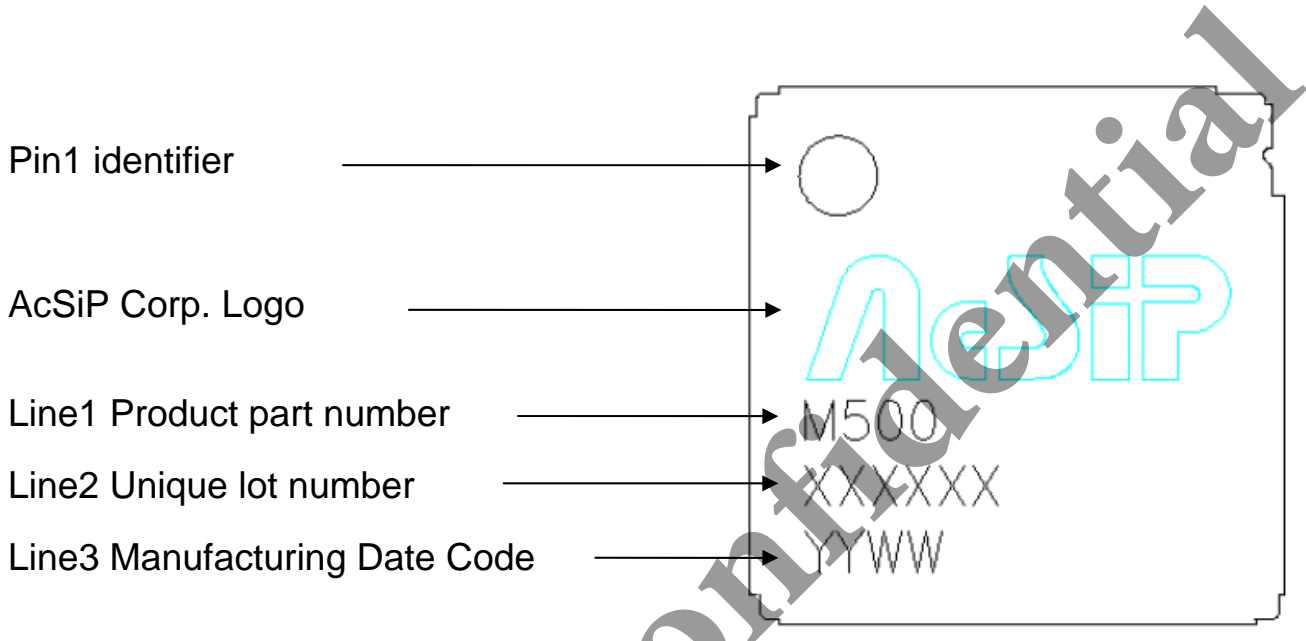 Pin1 identifier
AcSiP Corp. Logo
AcSiP
Line1 Product part number
M500
Line2 Unique lot number
XXXXXX
Line3 Manufacturing Date Code
YYWW
Confidential